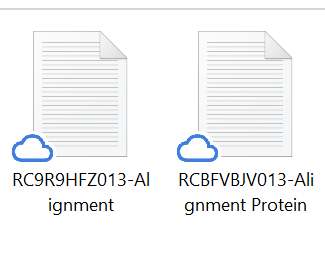 RC9R9HFZ013-Al
ignment
RCBFVBJV013-Ali
gnment Protein